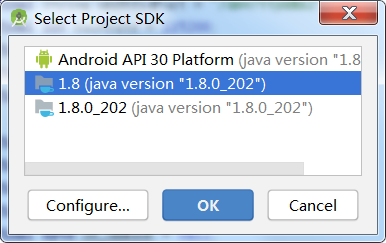 Select Project SDK
Android API 30 Platform (java version "1.8
1.8 (java version "1.8.0_202")
1.8.0_202 (java version "1.8.0_202")
Configure... OK Cancel